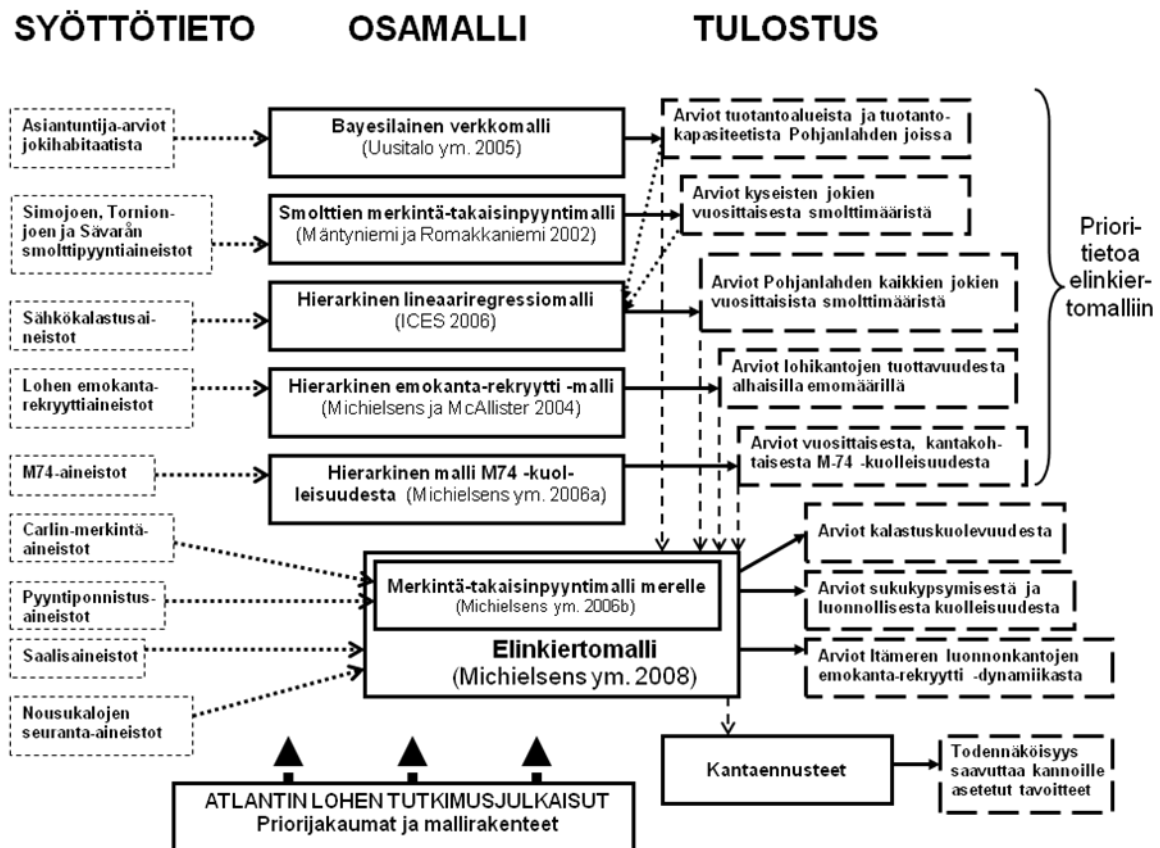 SYÖTTÖTIETO
OSAMALLI
TULOSTUS
Asiantuntija-arviot
jokihabitaatista
Bayesilainen verkkomalli
(Uusitalo ym. 2005)
Arviot tuotantoalueista ja tuotanto-
kapasiteetista Pohjanlahden joissa
Simojoen, Tornion-
joen ja Sävarån
smolttipyyntiaineistot
Smolttien merkintä-takaisinpyyntimalli
(Mäntyniemi ja Romakkaniemi 2002)
Arviot kyseisten jokien
vuosittaisesta smolttimääristä
Sähkökalastusai-
neistot
Hierarkinen lineaariregressiomalli
(ICES 2006)
Arviot Pohjanlahden kaikkien jokien
vuosittaisista smolttimääristä
Priori-
tietoa
elinkier-
tomalliin
Lohen emokanta-
rekryyttiaineistot
Hierarkinen emokanta-rekryytti -malli
(Michielsens ja McAllister 2004)
Arviot lohikantojen tuottavuudesta
alhaisilla emomäärillä
M74-aineistot
Hierarkinen malli M74 -kuol-
leisuudesta (Michielsens ym. 2006a)
Arviot vuosittaisesta, kantakoh-
taisesta M-74 -kuolleisuudesta
Carlin-merkintä-
aineistot
Pyyntiponnistus-
aineistot
Saalisaineistot
Nousukalojen
seuranta-aineistot
Merkintä-takaisinpyyntimalli merelle
(Michielsens ym. 2006b)
Elinkiertomalli
(Michielsens ym. 2008)
Arviot kalastuskuolevuudesta
Arviot sukukypsymisestä ja
luonnollisesta kuolleisuudesta
Arviot Itämeren luonnonkantojen
emokanta-rekryytti -dynamiikasta
Kantaennusteet
Todennäköisyys
saavuttaa kannoille
asetetut tavoitteet
ATLANTIN LOHEN TUTKIMUSJULKAISUT
Priorijakaumat ja mallirakenteet